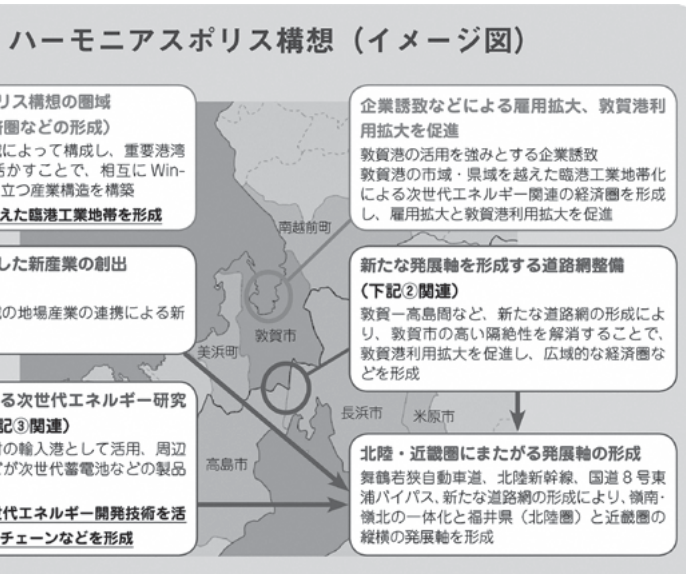 ハーモニアスポリス構想（イメージ図）
リス構想の圏域
済圏などの形成）
によって構成し、重要港湾
活かすことで、相互に Win-
立つ産業構造を構築
えた臨港工業地帯を形成
した新産業の創出
の地場産業の連携による新
る次世代エネルギー研究
記③関連）
の輸入港として活用、周辺
が次世代蓄電池などの製品
世代エネルギー開発技術を活
チェーンなどを形成
南越前町
敦賀市
美浜町
長浜市
米原市
高島市
企業誘致などによる雇用拡大、敦賀港利
用拡大を促進
敦賀港の活用を強みとする企業誘致
敦賀港の市域・県域を越えた臨港工業地帯化
による次世代エネルギー関連の経済圏を形成
し、雇用拡大と敦賀港利用拡大を促進
新たな発展軸を形成する道路網整備
（下記②関連）
敦賀ー高島間など、新たな道路網の形成によ
り、敦賀市の高い隔絶性を解消することで、
敦賀港利用拡大を促進し、広域的な経済圏な
どを形成
北陸・近畿圏にまたがる発展軸の形成
舞鶴若狭自動車道、北陸新幹線、国道８号東
浦バイパス、新たな道路網の形成により、嶺南・
嶺北の一体化と福井県（北陸圏）と近畿圏の
縦横の発展軸を形成